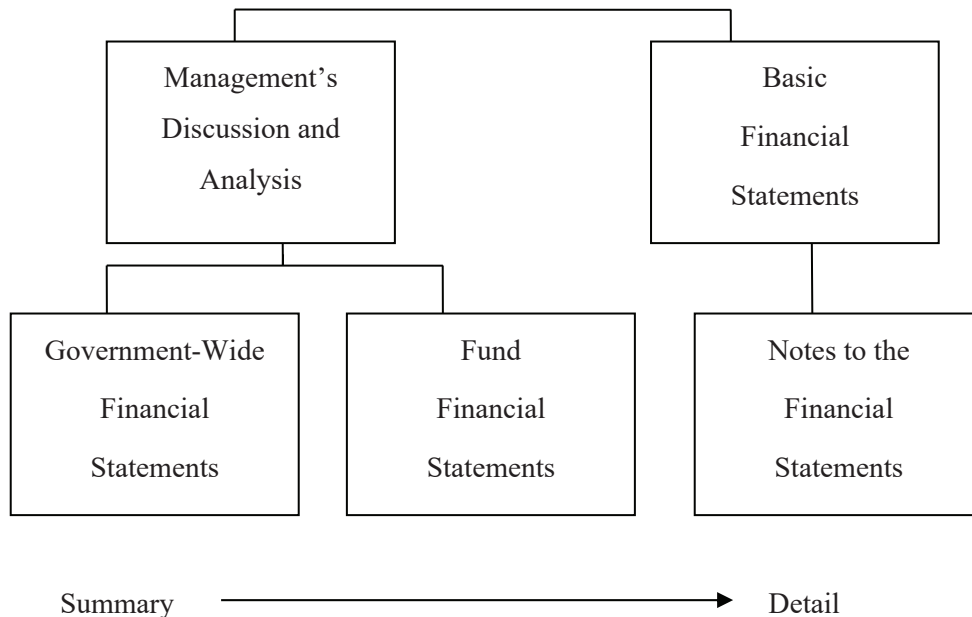 Management’s
Discussion and
Analysis
Basic
Financial
Statements
Government-Wide
Financial
Statements
Fund
Financial
Statements
Notes to the
Financial
Statements
Summary
Detail